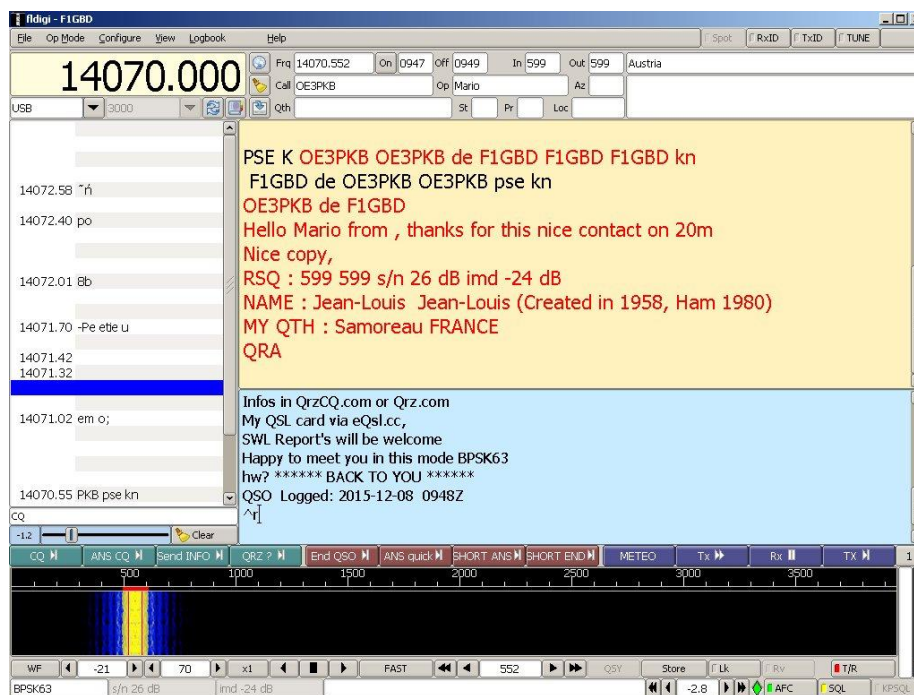 fldigi - F1GBD
File Op Mode Configure View Logbook Help Spot RxID TxID TUNE
14070.000
Frq 14070.552 On 0947 Off 0949 In 599 Out 599 Austria
Call OE3PKB Op Mario Az
USB 3000 Qth St Pr Loc
14072.58 ~ń
14072.40 po
14072.01 8b
14071.70 -Pe etie u
14071.42
14071.32
14071.02 em o;
14070.55 PKB pse kn
CQ
-1.2 Clear
PSE K OE3PKB OE3PKB de F1GBD F1GBD F1GBD kn
F1GBD de OE3PKB OE3PKB pse kn
OE3PKB de F1GBD
Hello Mario from , thanks for this nice contact on 20m
Nice copy,
RSQ : 599 599 s/n 26 dB imd -24 dB
NAME : Jean-Louis Jean-Louis (Created in 1958, Ham 1980)
MY QTH : Samoreau FRANCE
QRA
Infos in QrzCQ.com or Qrz.com
My QSL card via eQsl.cc,
SWL Report's will be welcome
Happy to meet you in this mode BPSK63
hw? ****** BACK TO YOU ******
QSO Logged: 2015-12-08 0948Z
^r
CQ ANS CQ Send INFO QRZ ? End QSO ANS quick SHORT ANS SHORT END METEO Tx Rx TX 1
500 1000 1500 2000 2500 3000 3500
WF -21 70 x1 FAST 552 QSY Store Lk Rv T/R
BPSK63 s/n 26 dB imd -24 dB -2.8 AFC SQL KPSQL